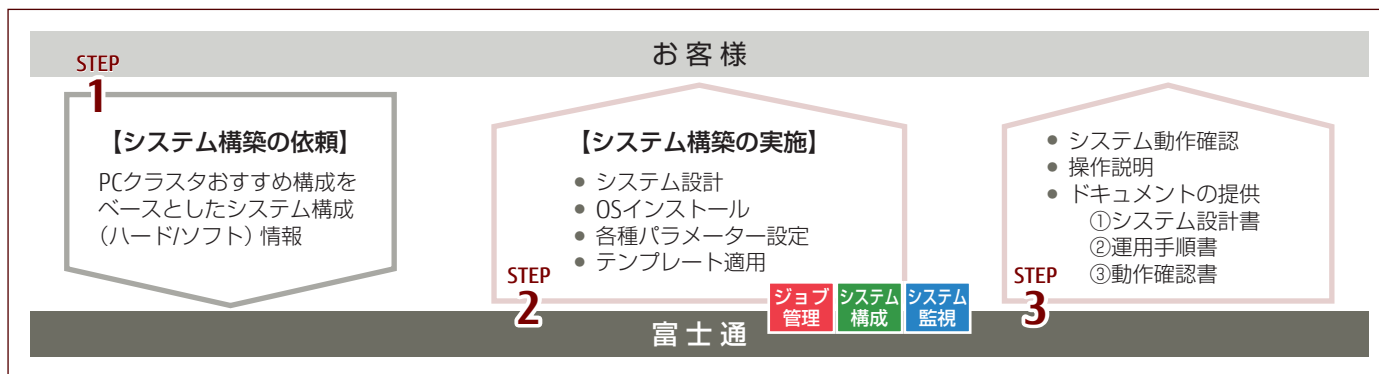 お客様
STEP
1
【システム構築の依頼】
PCクラスタおすすめ構成を
ベースとしたシステム構成
（ハード/ソフト）情報
【システム構築の実施】
• システム設計
• OSインストール
• 各種パラメーター設定
• テンプレート適用
STEP
2
ジョブ
管理
システム
構成
システム
監視
• システム動作確認
• 操作説明
• ドキュメントの提供
①システム設計書
②運用手順書
③動作確認書
STEP
3
富士通